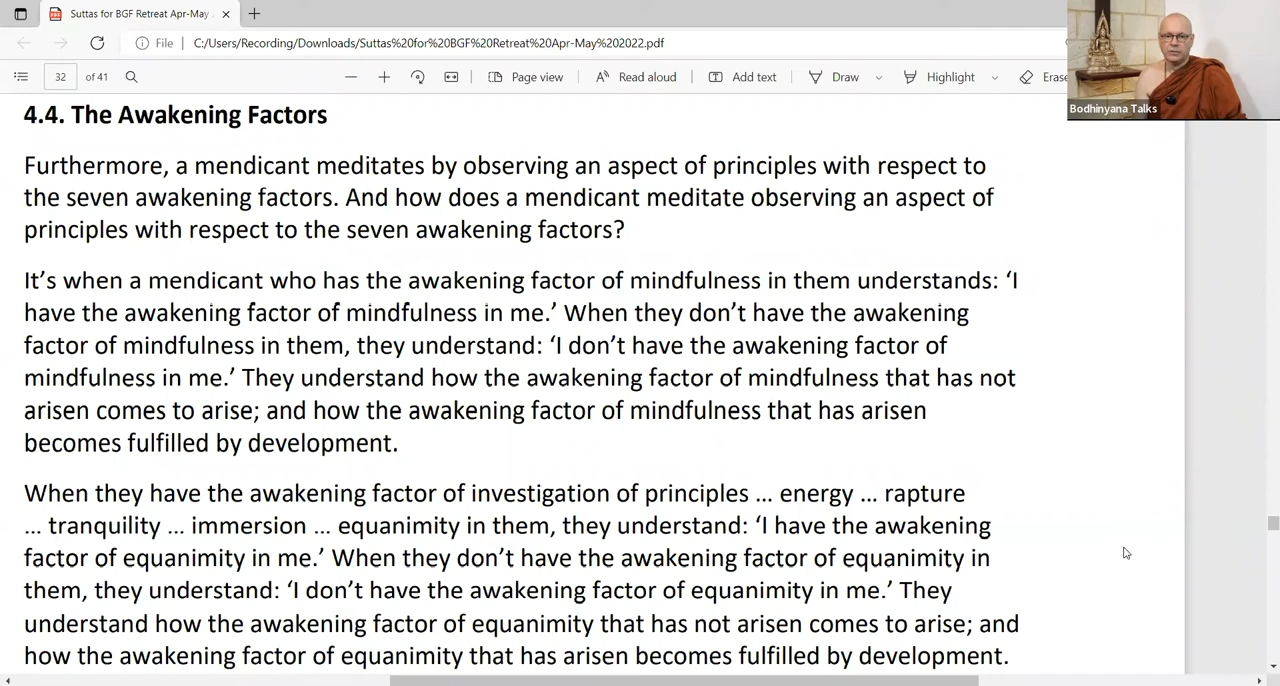 Suttas for BGF Retreat Apr-May
File C:/Users/Recording/Downloads/Suttas%20for%20BGF%20Retreat%20Apr-May%202022.pdf
32 of 41 Page view Read aloud Add text Draw Highlight Erase
Bodhinyana Talks
4.4. The Awakening Factors
Furthermore, a mendicant meditates by observing an aspect of principles with respect to
the seven awakening factors. And how does a mendicant meditate observing an aspect of
principles with respect to the seven awakening factors?
It’s when a mendicant who has the awakening factor of mindfulness in them understands: ‘I
have the awakening factor of mindfulness in me.’ When they don’t have the awakening
factor of mindfulness in them, they understand: ‘I don’t have the awakening factor of
mindfulness in me.’ They understand how the awakening factor of mindfulness that has not
arisen comes to arise; and how the awakening factor of mindfulness that has arisen
becomes fulfilled by development.
When they have the awakening factor of investigation of principles … energy … rapture
… tranquility … immersion … equanimity in them, they understand: ‘I have the awakening
factor of equanimity in me.’ When they don’t have the awakening factor of equanimity in
them, they understand: ‘I don’t have the awakening factor of equanimity in me.’ They
understand how the awakening factor of equanimity that has not arisen comes to arise; and
how the awakening factor of equanimity that has arisen becomes fulfilled by development.